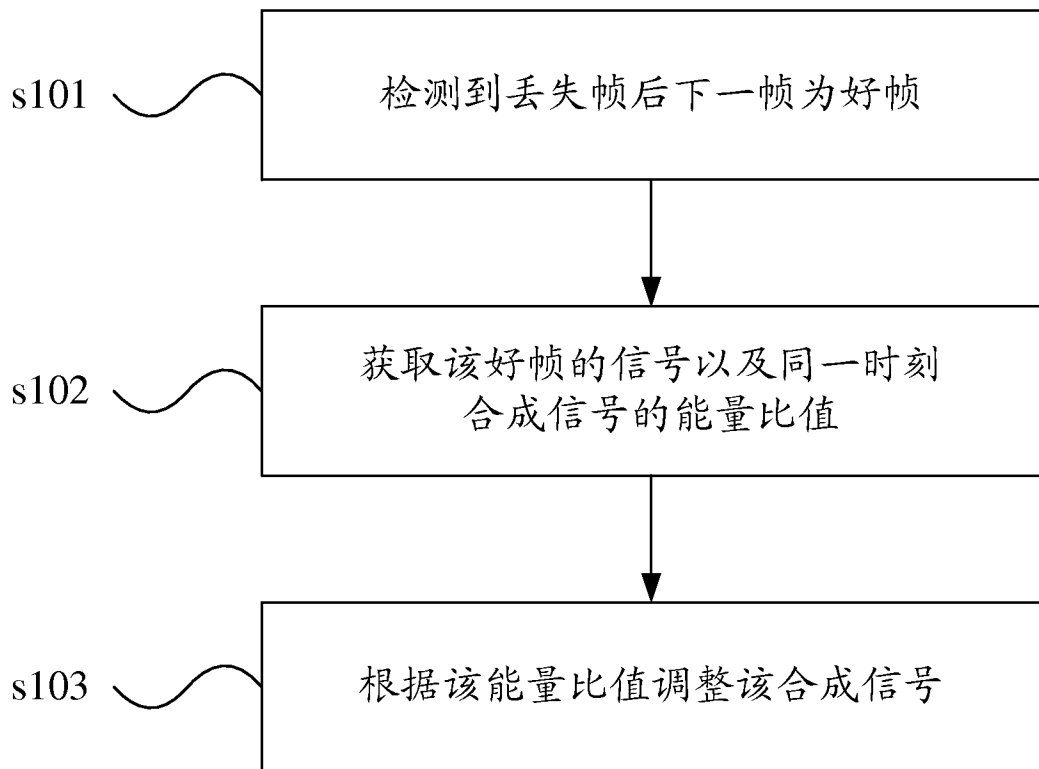 s101
检测到丢失帧后下一帧为好帧
s102
获取该好帧的信号以及同一时刻
合成信号的能量比值
s103
根据该能量比值调整该合成信号